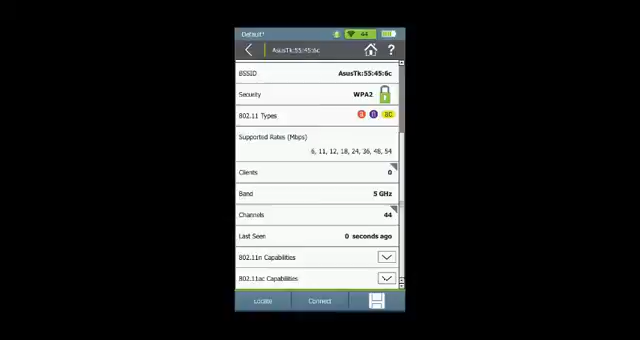 Default*
44
AsusTk:55:45:6c
?
BSSID AsusTk:55:45:6c
Security WPA2
802.11 Types AC
Supported Rates (Mbps)
6, 11, 12, 18, 24, 36, 48, 54
Clients 0
Band 5 GHz
Channels 44
Last Seen 0 seconds ago
802.11n Capabilities
802.11ac Capabilities
Locate Connect